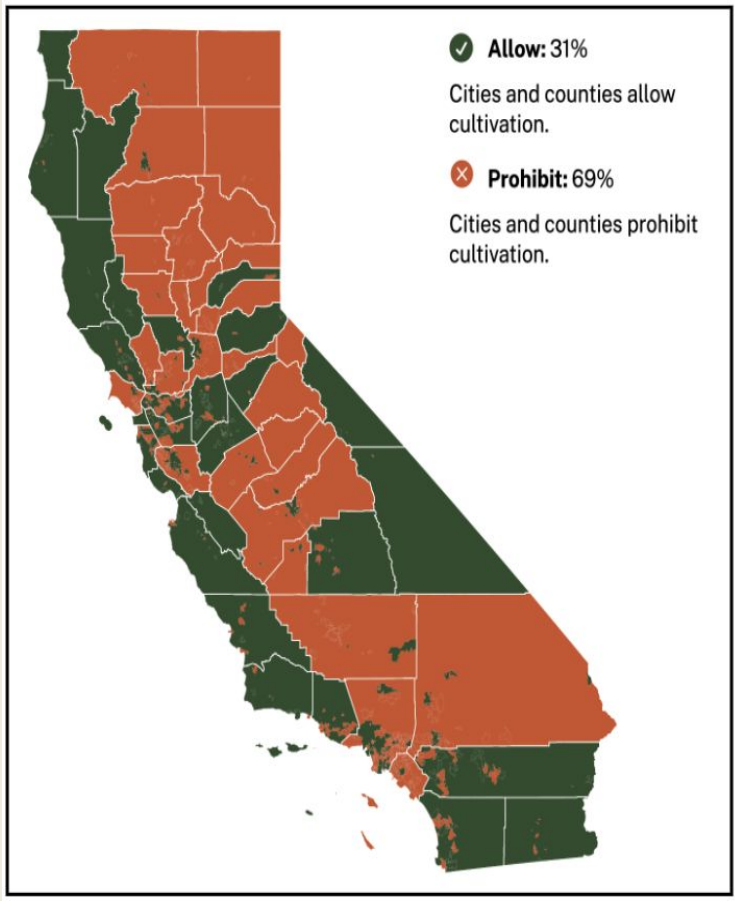 Allow: 31%
Cities and counties allow
cultivation.
Prohibit: 69%
Cities and counties prohibit
cultivation.